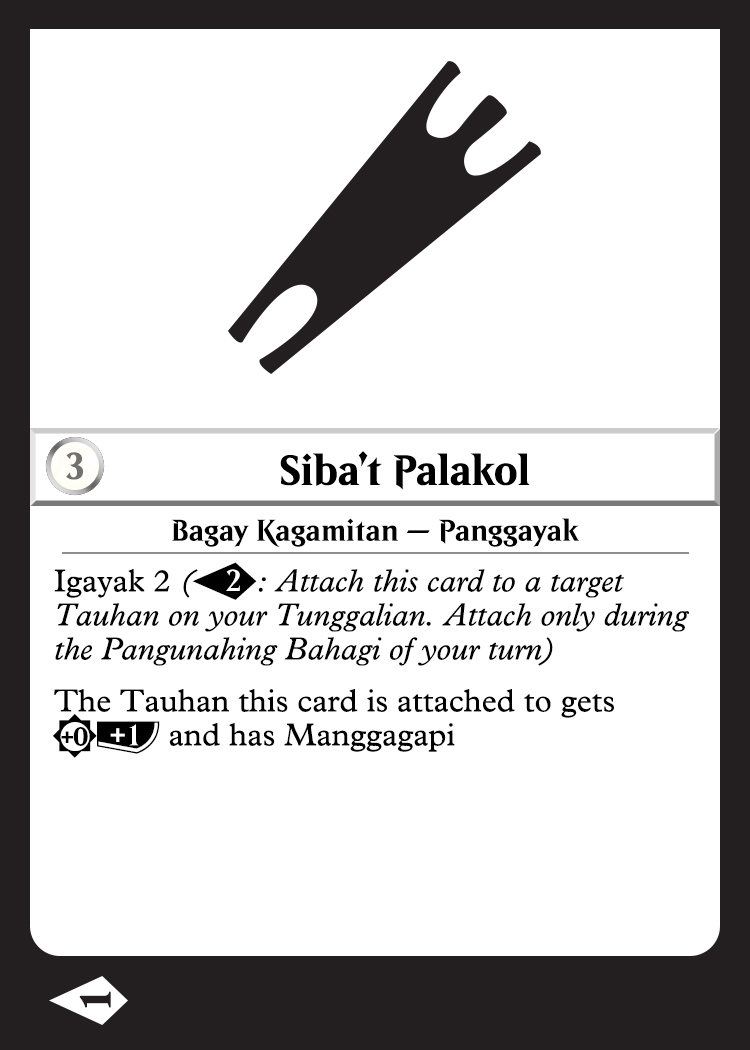 3
Siba't Palakol
Bagay Kagamitan — Panggayak
Igayak 2 (2: Attach this card to a target
Tauhan on your Tunggalian. Attach only during
the Pangunahing Bahagi of your turn)
The Tauhan this card is attached to gets
+0 +1 and has Manggagapi
1